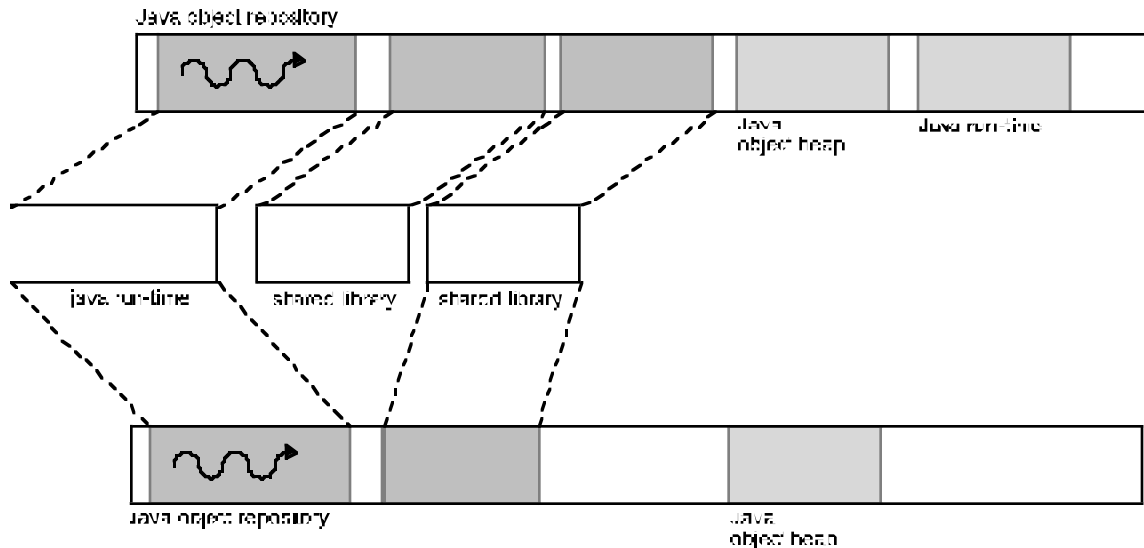 Java object repository
Java
object heap
Java run-time
java run-time
shared library
shared library
Java object repository
Java
object heap